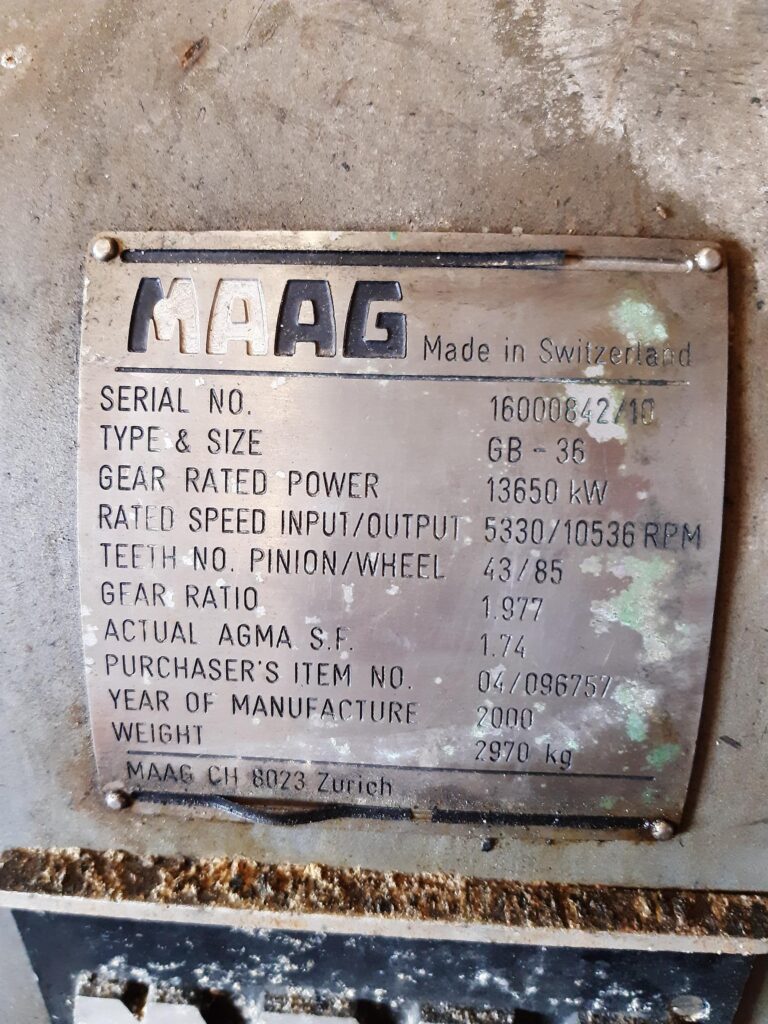 MAAG Made in Switzerland
SERIAL NO. 16000842/10
TYPE & SIZE GB - 36
GEAR RATED POWER 13650 kW
RATED SPEED INPUT/OUTPUT 5330/10536 RPM
TEETH NO. PINION/WHEEL 43/85
GEAR RATIO 1.977
ACTUAL AGMA S.F. 1.74
PURCHASER'S ITEM NO. 04/096757
YEAR OF MANUFACTURE 2000
WEIGHT 2970 kg
MAAG CH 8023 Zurich